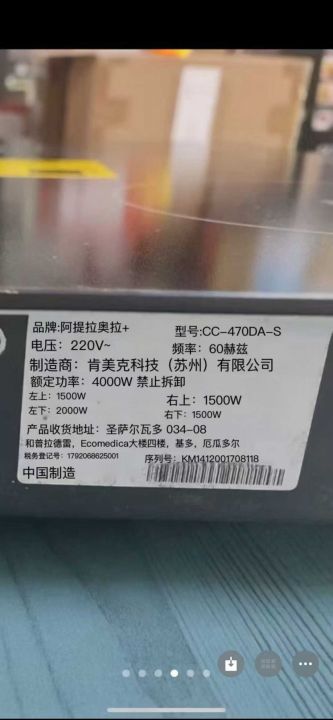 品牌:阿提拉奥拉+ 型号:CC-470DA-S
电压：220V~ 频率：60赫兹
制造商：肯美克科技（苏州）有限公司
额定功率：4000W 禁止拆卸
左上：1500W 右上：1500W
左下：2000W 右下：1500W
产品收货地址：圣萨尔瓦多 034-08
和普拉德雷，Ecomedica大楼四楼，基多，厄瓜多尔
税务登记号：1792068625001 序列号：KM1412001708118
中国制造